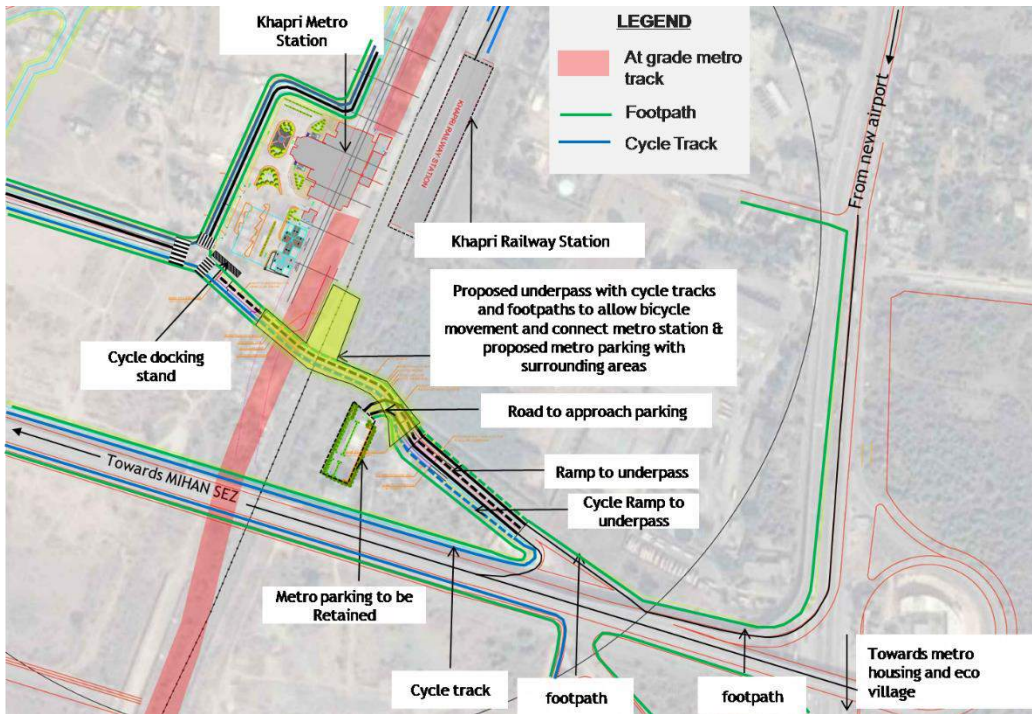 Khapri Metro
Station
LEGEND
At grade metro
track
Footpath
Cycle Track
From new airport
KHAPRI RAILWAY STATION
Khapri Railway Station
Proposed underpass with cycle tracks
and footpaths to allow bicycle
movement and connect metro station &
proposed metro parking with
surrounding areas
Cycle docking
stand
Road to approach parking
Towards MIHAN SEZ
Ramp to underpass
Cycle Ramp to
underpass
Metro parking to be
Retained
Cycle track
footpath
footpath
Towards metro
housing and eco
village